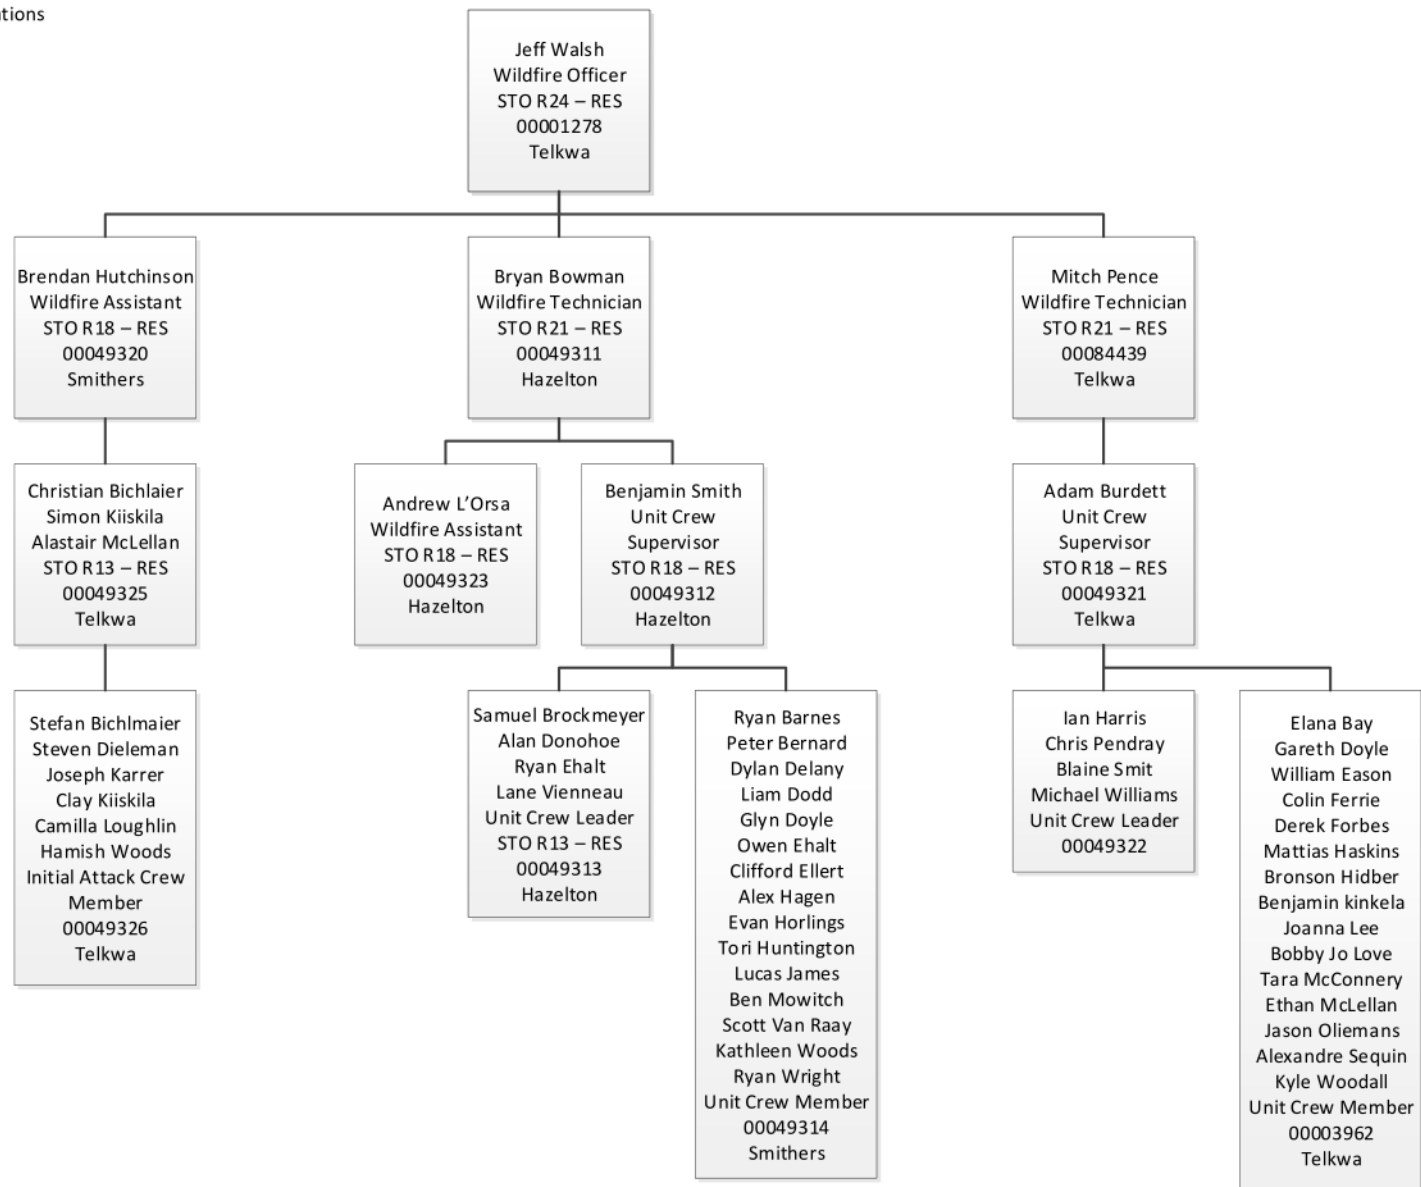 Jeff Walsh
Wildfire Officer
STO R24 – RES
00001278
Telkwa
Brendan Hutchinson
Wildfire Assistant
STO R18 – RES
00049320
Smithers
Bryan Bowman
Wildfire Technician
STO R21 – RES
00049311
Hazelton
Mitch Pence
Wildfire Technician
STO R21 – RES
00084439
Telkwa
Christian Bichlaier
Simon Kiiskila
Alastair McLellan
STO R13 – RES
00049325
Telkwa
Andrew L’Orsa
Wildfire Assistant
STO R18 – RES
00049323
Hazelton
Benjamin Smith
Unit Crew
Supervisor
STO R18 – RES
00049312
Hazelton
Adam Burdett
Unit Crew
Supervisor
STO R18 – RES
00049321
Telkwa
Stefan Bichlmaier
Steven Dieleman
Joseph Karrer
Clay Kiiskila
Camilla Loughlin
Hamish Woods
Initial Attack Crew
Member
00049326
Telkwa
Samuel Brockmeyer
Alan Donohoe
Ryan Ehalt
Lane Vienneau
Unit Crew Leader
STO R13 – RES
00049313
Hazelton
Ryan Barnes
Peter Bernard
Dylan Delany
Liam Dodd
Glyn Doyle
Owen Ehalt
Clifford Ellert
Alex Hagen
Evan Horlings
Tori Huntington
Lucas James
Ben Mowitch
Scott Van Raay
Kathleen Woods
Ryan Wright
Unit Crew Member
00049314
Smithers
Ian Harris
Chris Pendray
Blaine Smit
Michael Williams
Unit Crew Leader
00049322
Elana Bay
Gareth Doyle
William Eason
Colin Ferrie
Derek Forbes
Mattias Haskins
Bronson Hidber
Benjamin kinkela
Joanna Lee
Bobby Jo Love
Tara McConnery
Ethan McLellan
Jason Oliemans
Alexandre Sequin
Kyle Woodall
Unit Crew Member
00003962
Telkwa